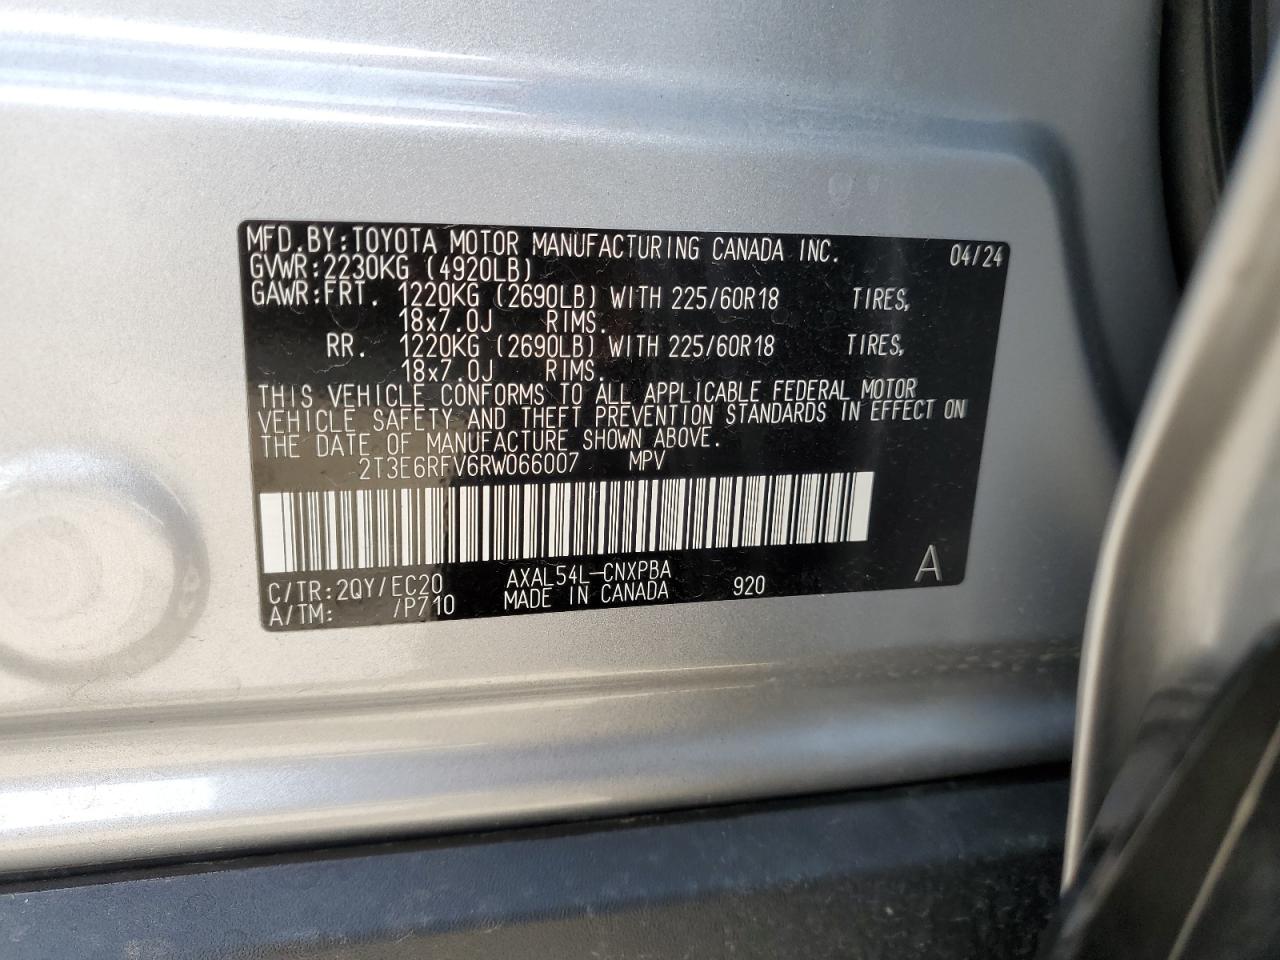 MFD.BY:TOYOTA MOTOR MANUFACTURING CANADA INC. 04/24
GVWR:2230KG (4920LB)
GAWR:FRT. 1220KG (2690LB) WITH 225/60R18 TIRES,
18x7.0J RIMS.
RR. 1220KG (2690LB) WITH 225/60R18 TIRES,
18x7.0J RIMS.
THIS VEHICLE CONFORMS TO ALL APPLICABLE FEDERAL MOTOR
VEHICLE SAFETY AND THEFT PREVENTION STANDARDS IN EFFECT ON
THE DATE OF MANUFACTURE SHOWN ABOVE.
2T3E6RFV6RW066007 MPV
C/TR:2QY/EC20 AXAL54L-CNXPBA
A/TM: /P710 MADE IN CANADA 920 A